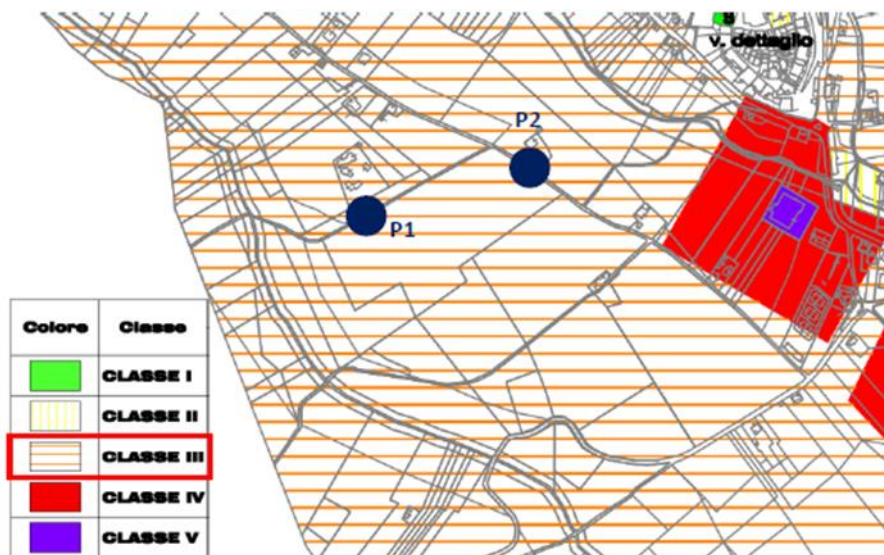 v. dettaglio
P2
P1
Colore Classe
CLASSE I
CLASSE II
CLASSE III
CLASSE IV
CLASSE V